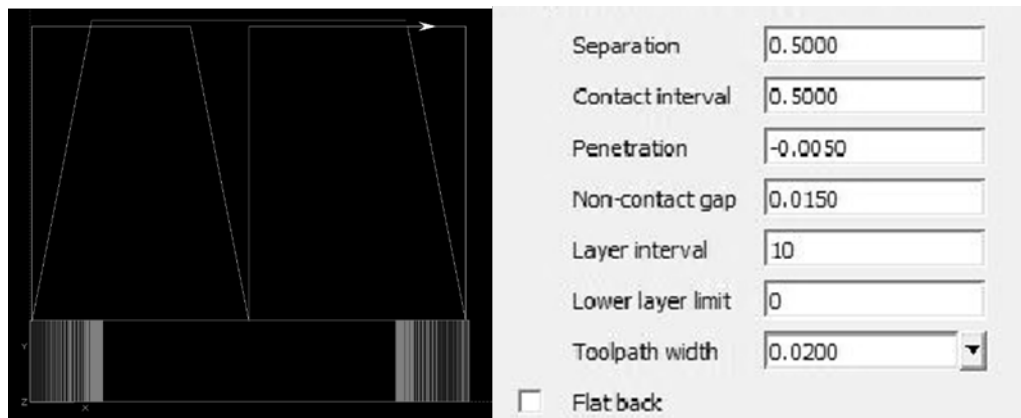 Y
Z
X
Separation 0.5000
Contact interval 0.5000
Penetration -0.0050
Non-contact gap 0.0150
Layer interval 10
Lower layer limit 0
Toolpath width 0.0200
Flat back